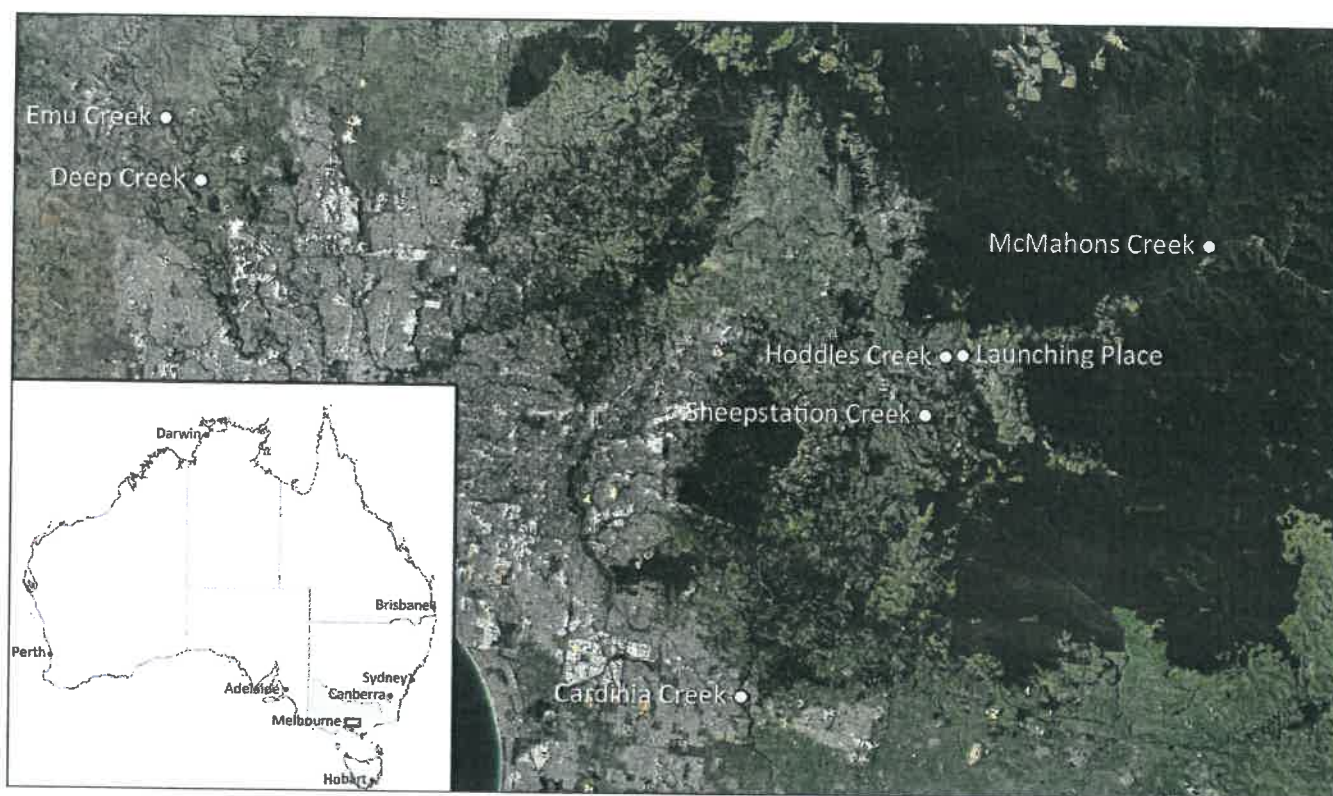 Emu Creek
Deep Creek
McMahons Creek
Hoddles Creek
Launching Place
Sheepstation Creek
Cardinia Creek
Darwin
Brisbane
Perth
Sydney
Adelaide
Canberra
Melbourne
Hobart